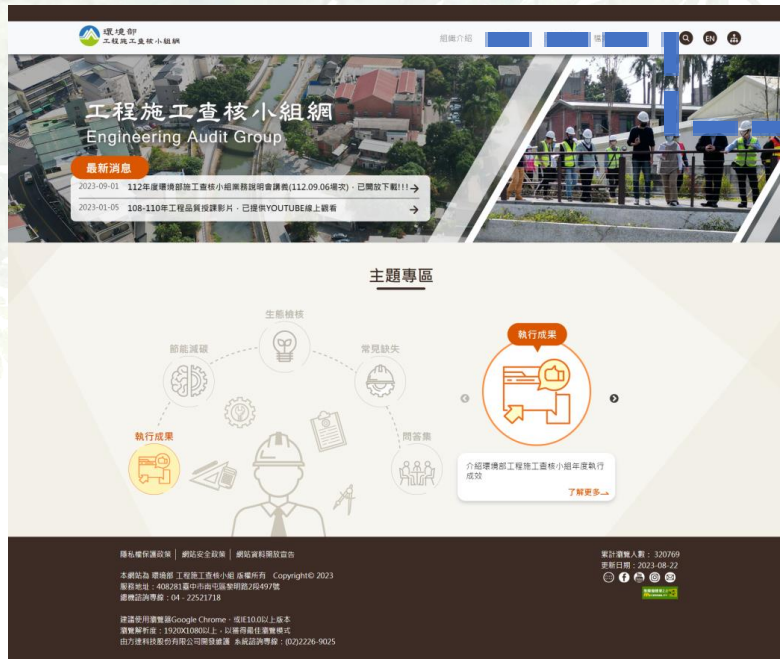 環境部
工程施工查核小組網
組織介紹
EN
工程施工查核小組網
Engineering Audit Group
最新消息
2023-09-01 112年度環境部施工查核小組業務說明會講義(112.09.06場次)，已開放下載!!!
2023-01-05 108-110年工程品質授課影片，已提供YOUTUBE線上觀看
主題專區
生態檢核
節能減碳
常見缺失
執行成果
問答集
執行成果
介紹環境部工程施工查核小組年度執行
成效
了解更多
隱私權保護政策│ 網站安全政策│ 網站資料開放宣告
本網站為 環境部 工程施工查核小組 版權所有 Copyright© 2023
服務地址：408281臺中市南屯區黎明路2段497號
總機諮詢專線：04 - 22521718
建議使用瀏覽器Google Chrome、或IE10.0以上版本
瀏覽解析度：1920X1080以上，以獲得最佳瀏覽模式
由方達科技股份有限公司開發維護 系統諮詢專線：(02)2226-9025
累計瀏覽人數： 320769
更新日期：2023-08-22